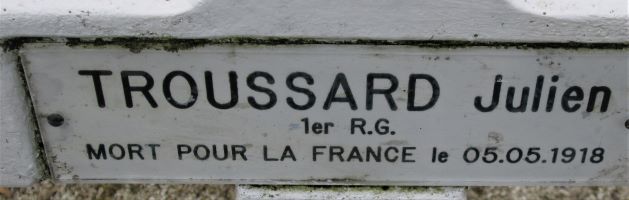 TROUSSARD Julien
1er R.G.
MORT POUR LA FRANCE le 05.05.1918